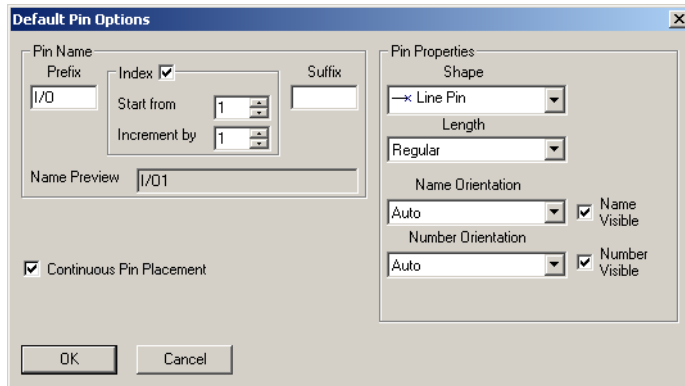 Default Pin Options
Pin Name
Prefix
Index
Suffix
I/O
Start from
1
Increment by
1
Name Preview
I/O1
Continuous Pin Placement
OK
Cancel
Pin Properties
Shape
Line Pin
Length
Regular
Name Orientation
Auto
Name
Visible
Number Orientation
Auto
Number
Visible